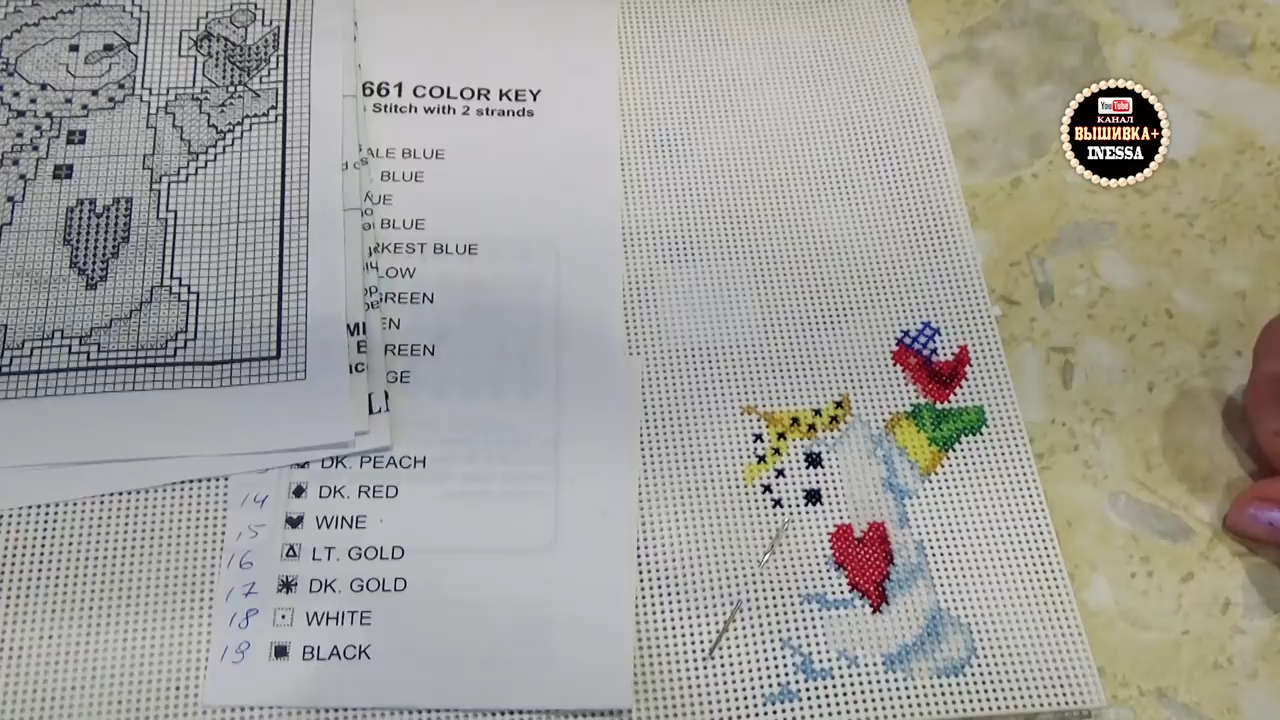 661 COLOR KEY
Stitch with 2 strands
ALE BLUE
BLUE
UE
BLUE
RKEST BLUE
LOW
GREEN
EN
REEN
GE
DK. PEACH
14 DK. RED
15 WINE
16 LT. GOLD
17 DK. GOLD
18 WHITE
19 BLACK
YouTube
КАНАЛ
ВЫШИВКА+
INESSA